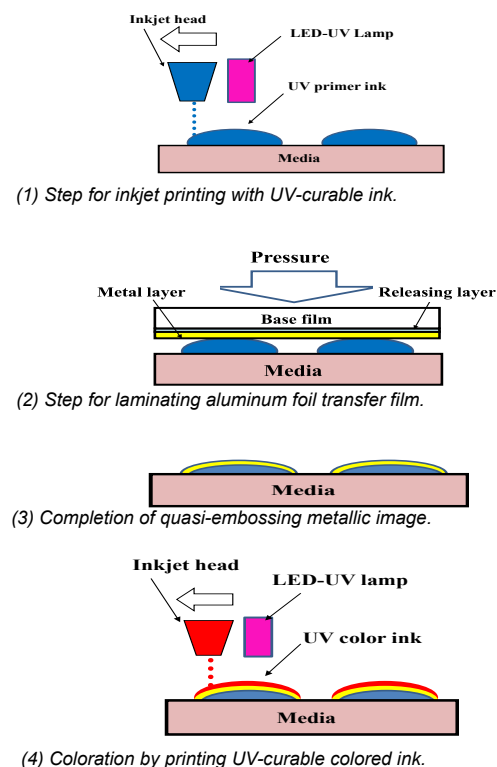 Inkjet head
LED-UV Lamp
UV primer ink
Media
(1) Step for inkjet printing with UV-curable ink.
Pressure
Metal layer
Releasing layer
Base film
Media
(2) Step for laminating aluminum foil transfer film.
Media
(3) Completion of quasi-embossing metallic image.
Inkjet head
LED-UV lamp
UV color ink
Media
(4) Coloration by printing UV-curable colored ink.